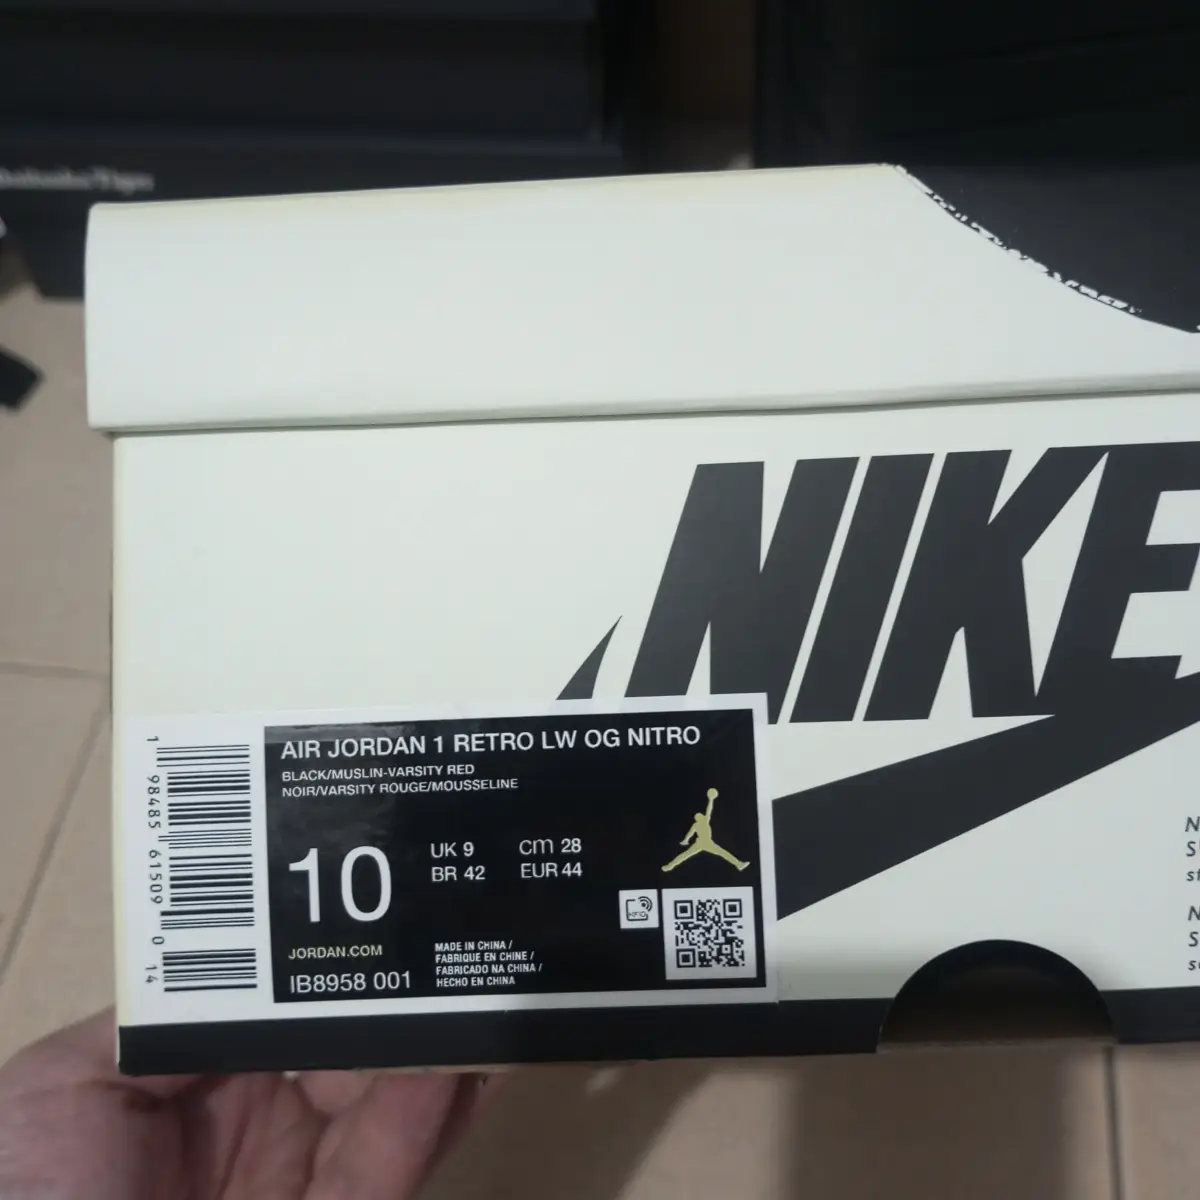 NIKE
AIR JORDAN 1 RETRO LW OG NITRO
BLACK/MUSLIN-VARSITY RED
NOIR/VARSITY ROUGE/MOUSSELINE
10
UK 9 cm 28
BR 42 EUR 44
JORDAN.COM
IB8958 001
MADE IN CHINA /
FABRIQUE EN CHINE /
FABRICADO NA CHINA /
HECHO EN CHINA
1 98485 61509 0 14